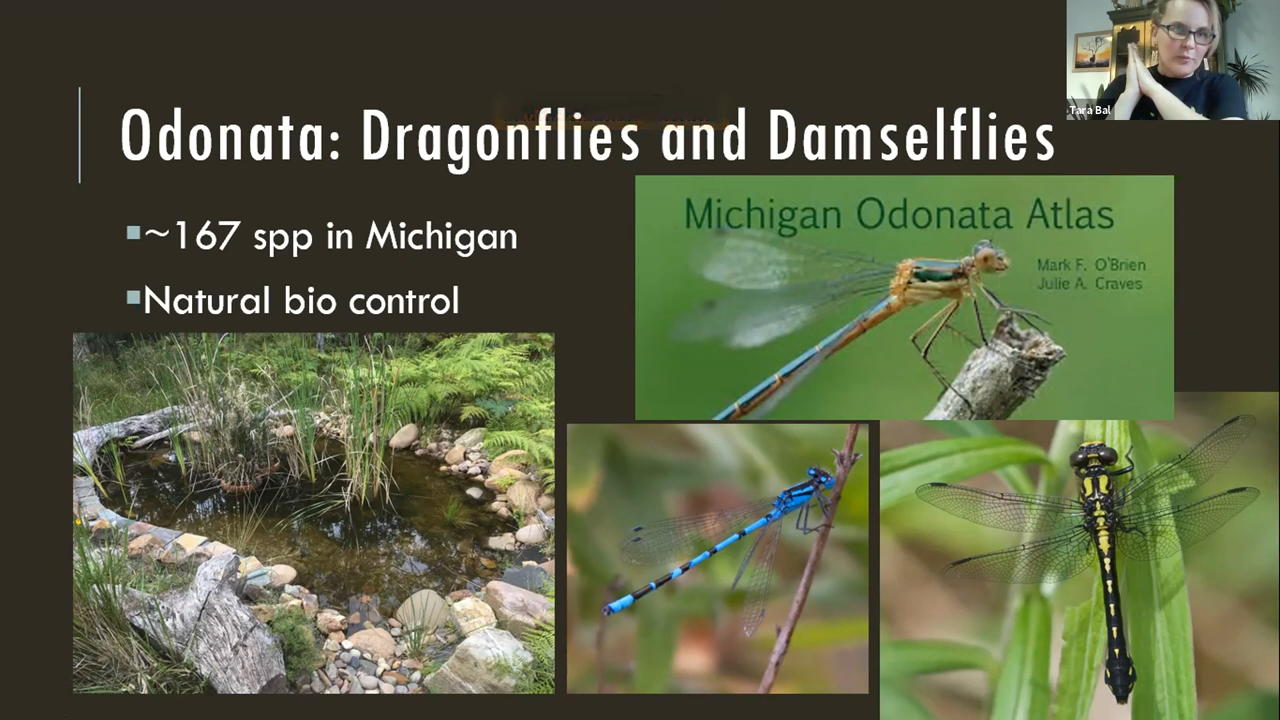 Odonata: Dragonflies and Damselflies
~167 spp in Michigan
Natural bio control
Michigan Odonata Atlas
Mark F. O'Brien
Julie A. Craves
Tara Bal